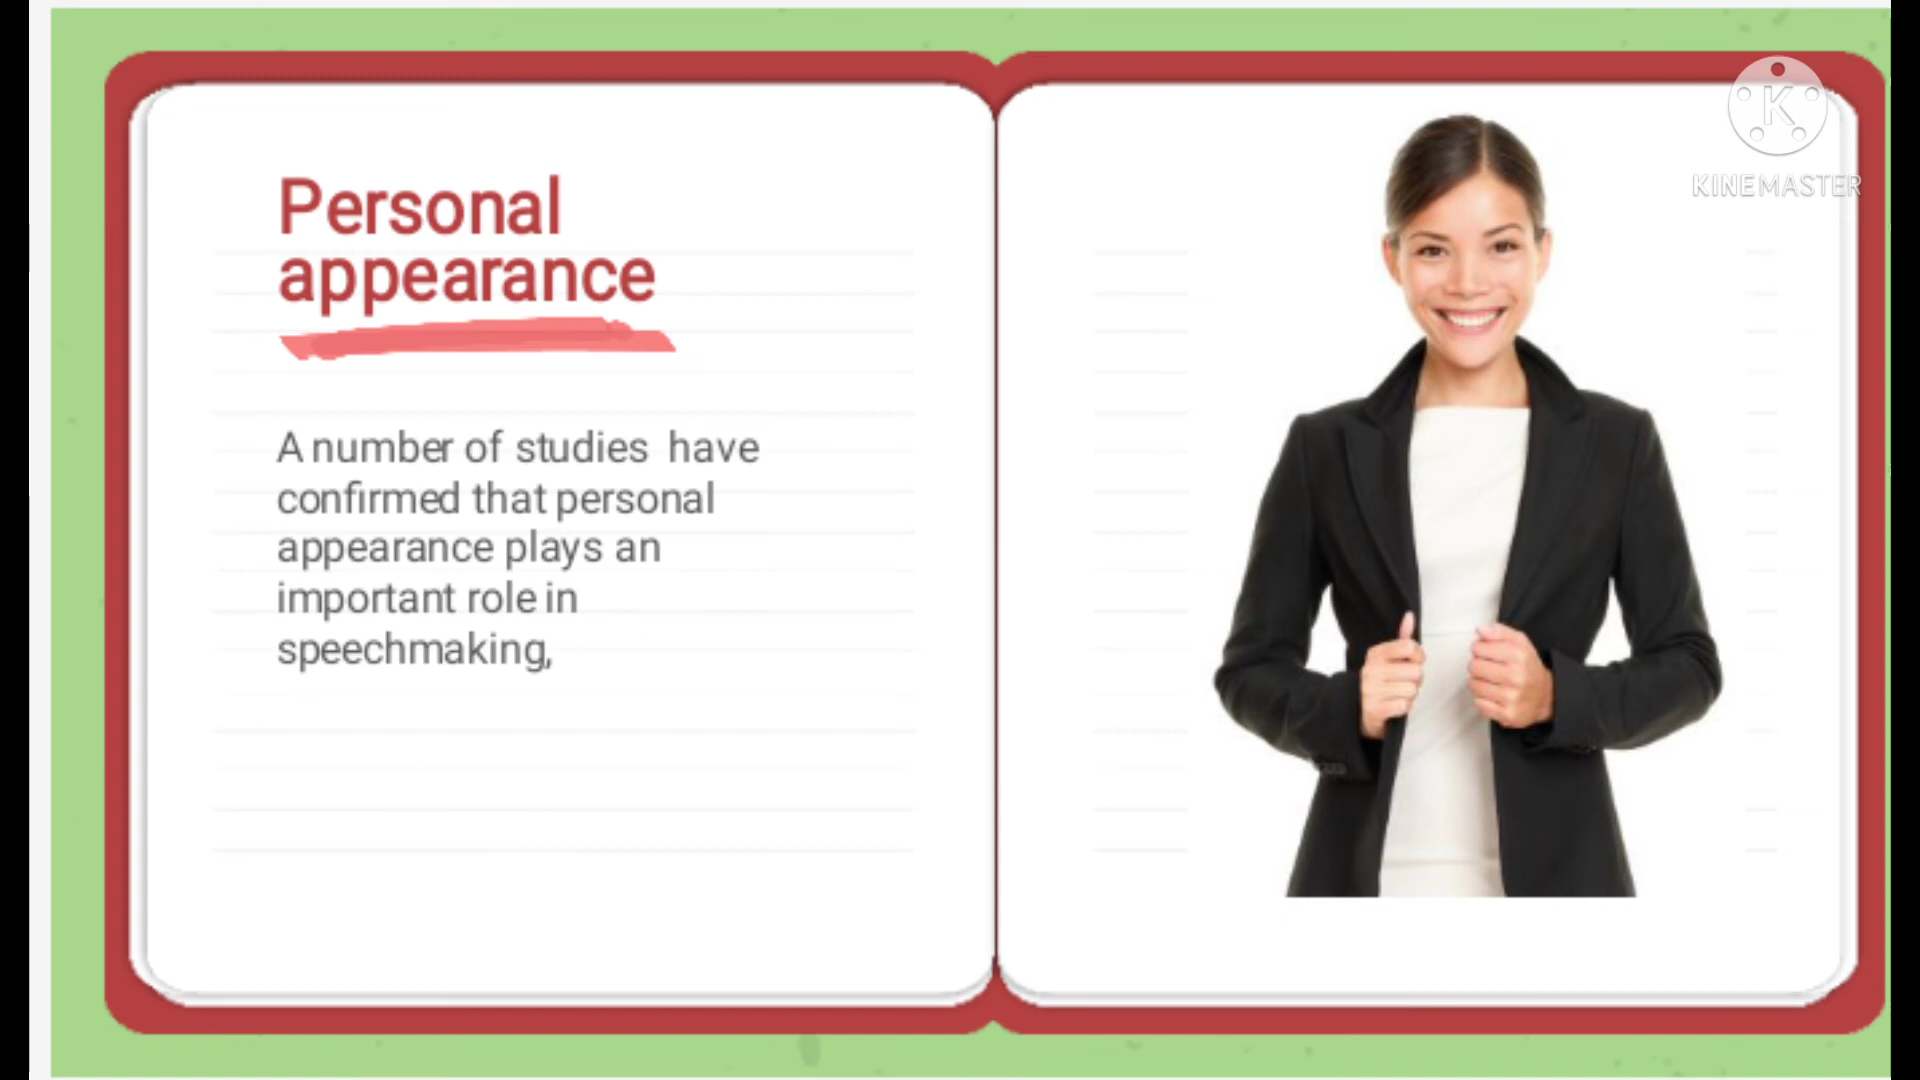 Personal
appearance
A number of studies have
confirmed that personal
appearance plays an
important role in
speechmaking,
K
KINEMASTER